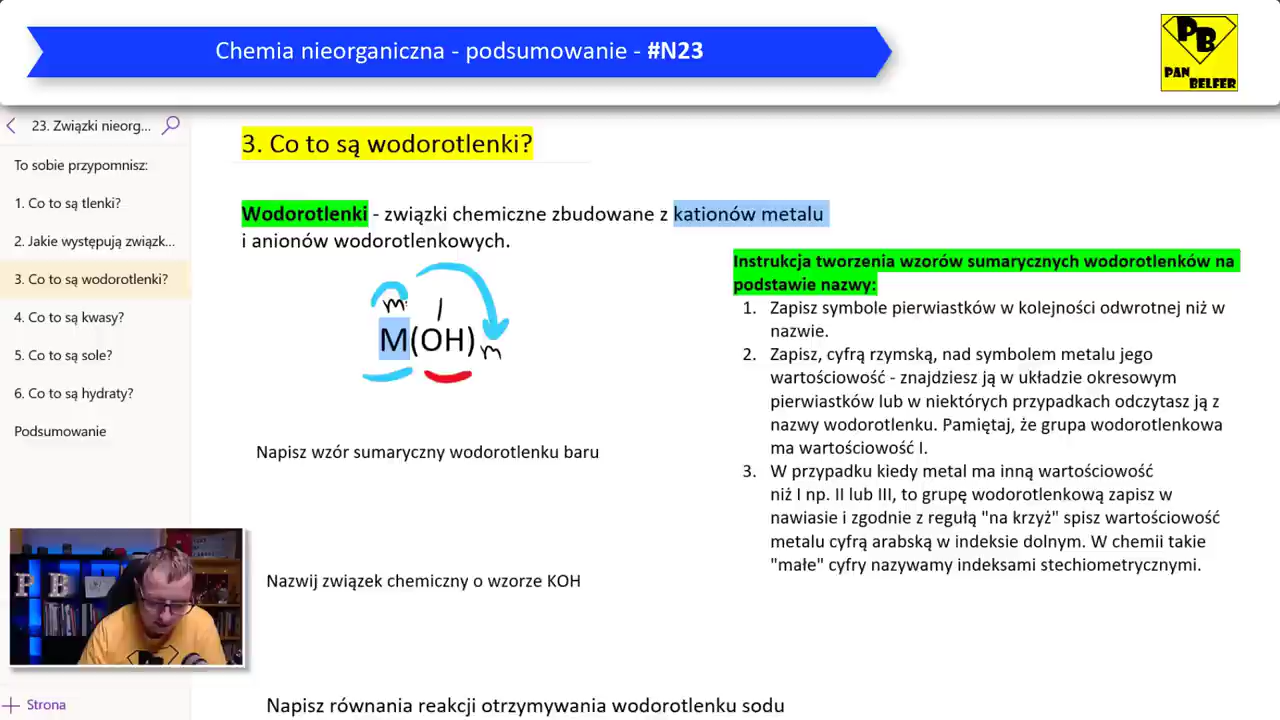 Chemia nieorganiczna - podsumowanie - #N23
PB
PAN
BELFER
23. Związki nieorg...
To sobie przypomnisz:
1. Co to są tlenki?
2. Jakie występują związk...
3. Co to są wodorotlenki?
4. Co to są kwasy?
5. Co to są sole?
6. Co to są hydraty?
Podsumowanie
Strona
3. Co to są wodorotlenki?
Wodorotlenki - związki chemiczne zbudowane z kationów metalu
i anionów wodorotlenkowych.
m I
M(OH)m
Napisz wzór sumaryczny wodorotlenku baru
Nazwij związek chemiczny o wzorze KOH
Napisz równania reakcji otrzymywania wodorotlenku sodu
Instrukcja tworzenia wzorów sumarycznych wodorotlenków na
podstawie nazwy:
1. Zapisz symbole pierwiastków w kolejności odwrotnej niż w
nazwie.
2. Zapisz, cyfrą rzymską, nad symbolem metalu jego
wartościowość - znajdziesz ją w układzie okresowym
pierwiastków lub w niektórych przypadkach odczytasz ją z
nazwy wodorotlenku. Pamiętaj, że grupa wodorotlenkowa
ma wartościowość I.
3. W przypadku kiedy metal ma inną wartościowość
niż I np. II lub III, to grupę wodorotlenkową zapisz w
nawiasie i zgodnie z regułą "na krzyż" spisz wartościowość
metalu cyfrą arabską w indeksie dolnym. W chemii takie
"małe" cyfry nazywamy indeksami stechiometrycznymi.
P B